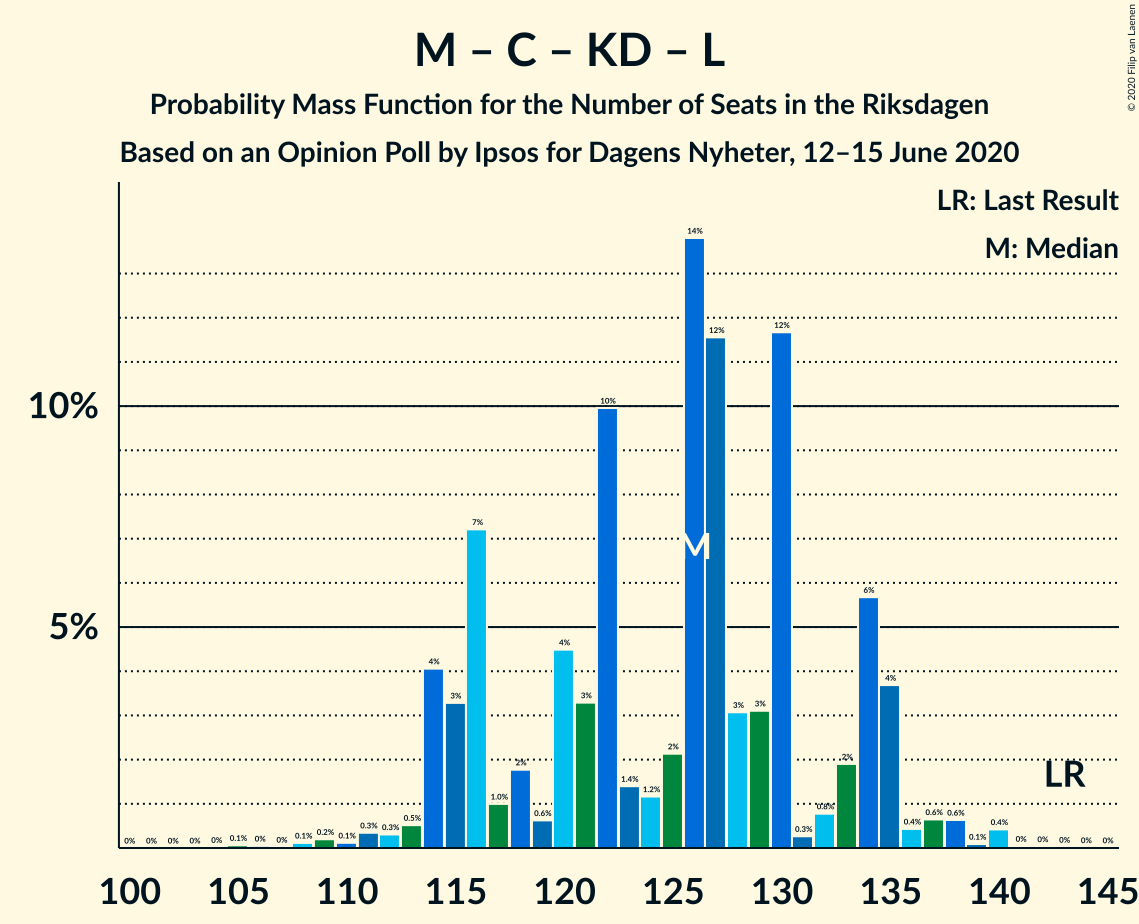 M – C – KD – L
Probability Mass Function for the Number of Seats in the Riksdagen
Based on an Opinion Poll by Ipsos for Dagens Nyheter, 12–15 June 2020
© 2020 Filip van Laenen
LR: Last Result
M: Median
10%
5%
0% 0% 0% 0% 0% 0.1% 0% 0% 0.1% 0.2% 0.1% 0.3% 0.3% 0.5% 4% 3% 7% 1.0% 2% 0.6% 4% 3% 10% 1.4% 1.2% 2% 14% 12% 3% 3% 12% 0.3% 0.8% 2% 6% 4% 0.4% 0.6% 0.6% 0.1% 0.4% 0% 0% 0% 0% 0%
M
LR
100 105 110 115 120 125 130 135 140 145